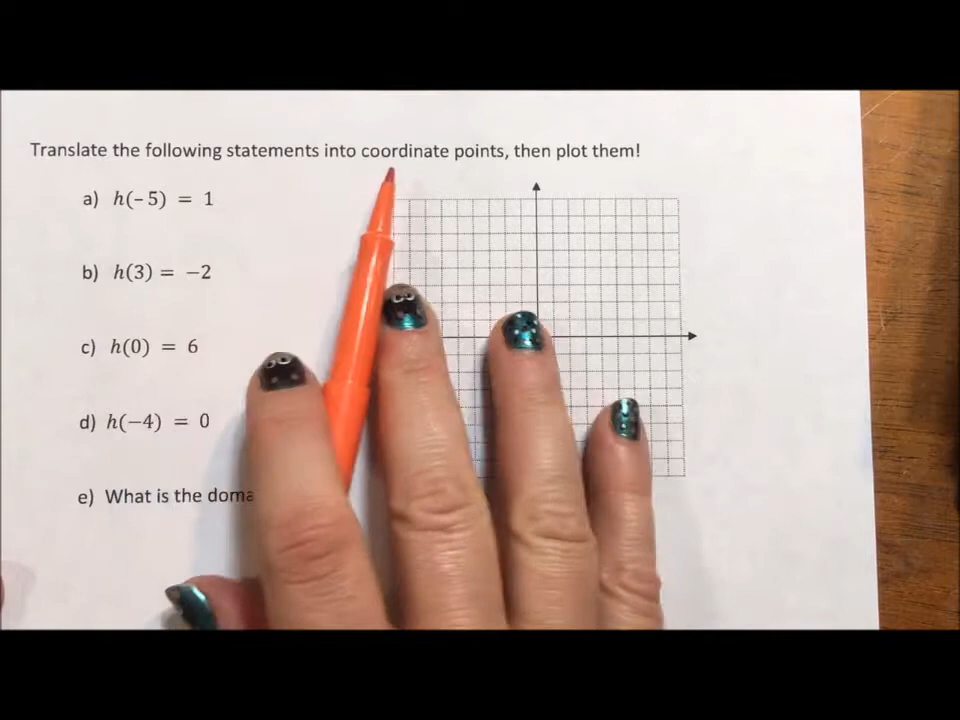 Translate the following statements into coordinate points, then plot them!
a) h(−5) = 1
b) h(3) = −2
c) h(0) = 6
d) h(−4) = 0
e) What is the